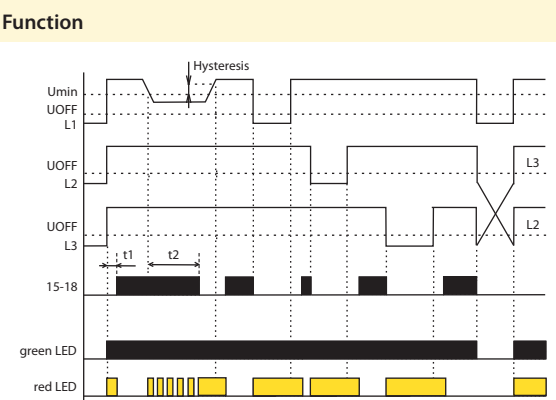 Function
Hysteresis
Umin
UOFF
L1
UOFF
L3
L2
UOFF
L2
L3
t1
t2
15-18
green LED
red LED